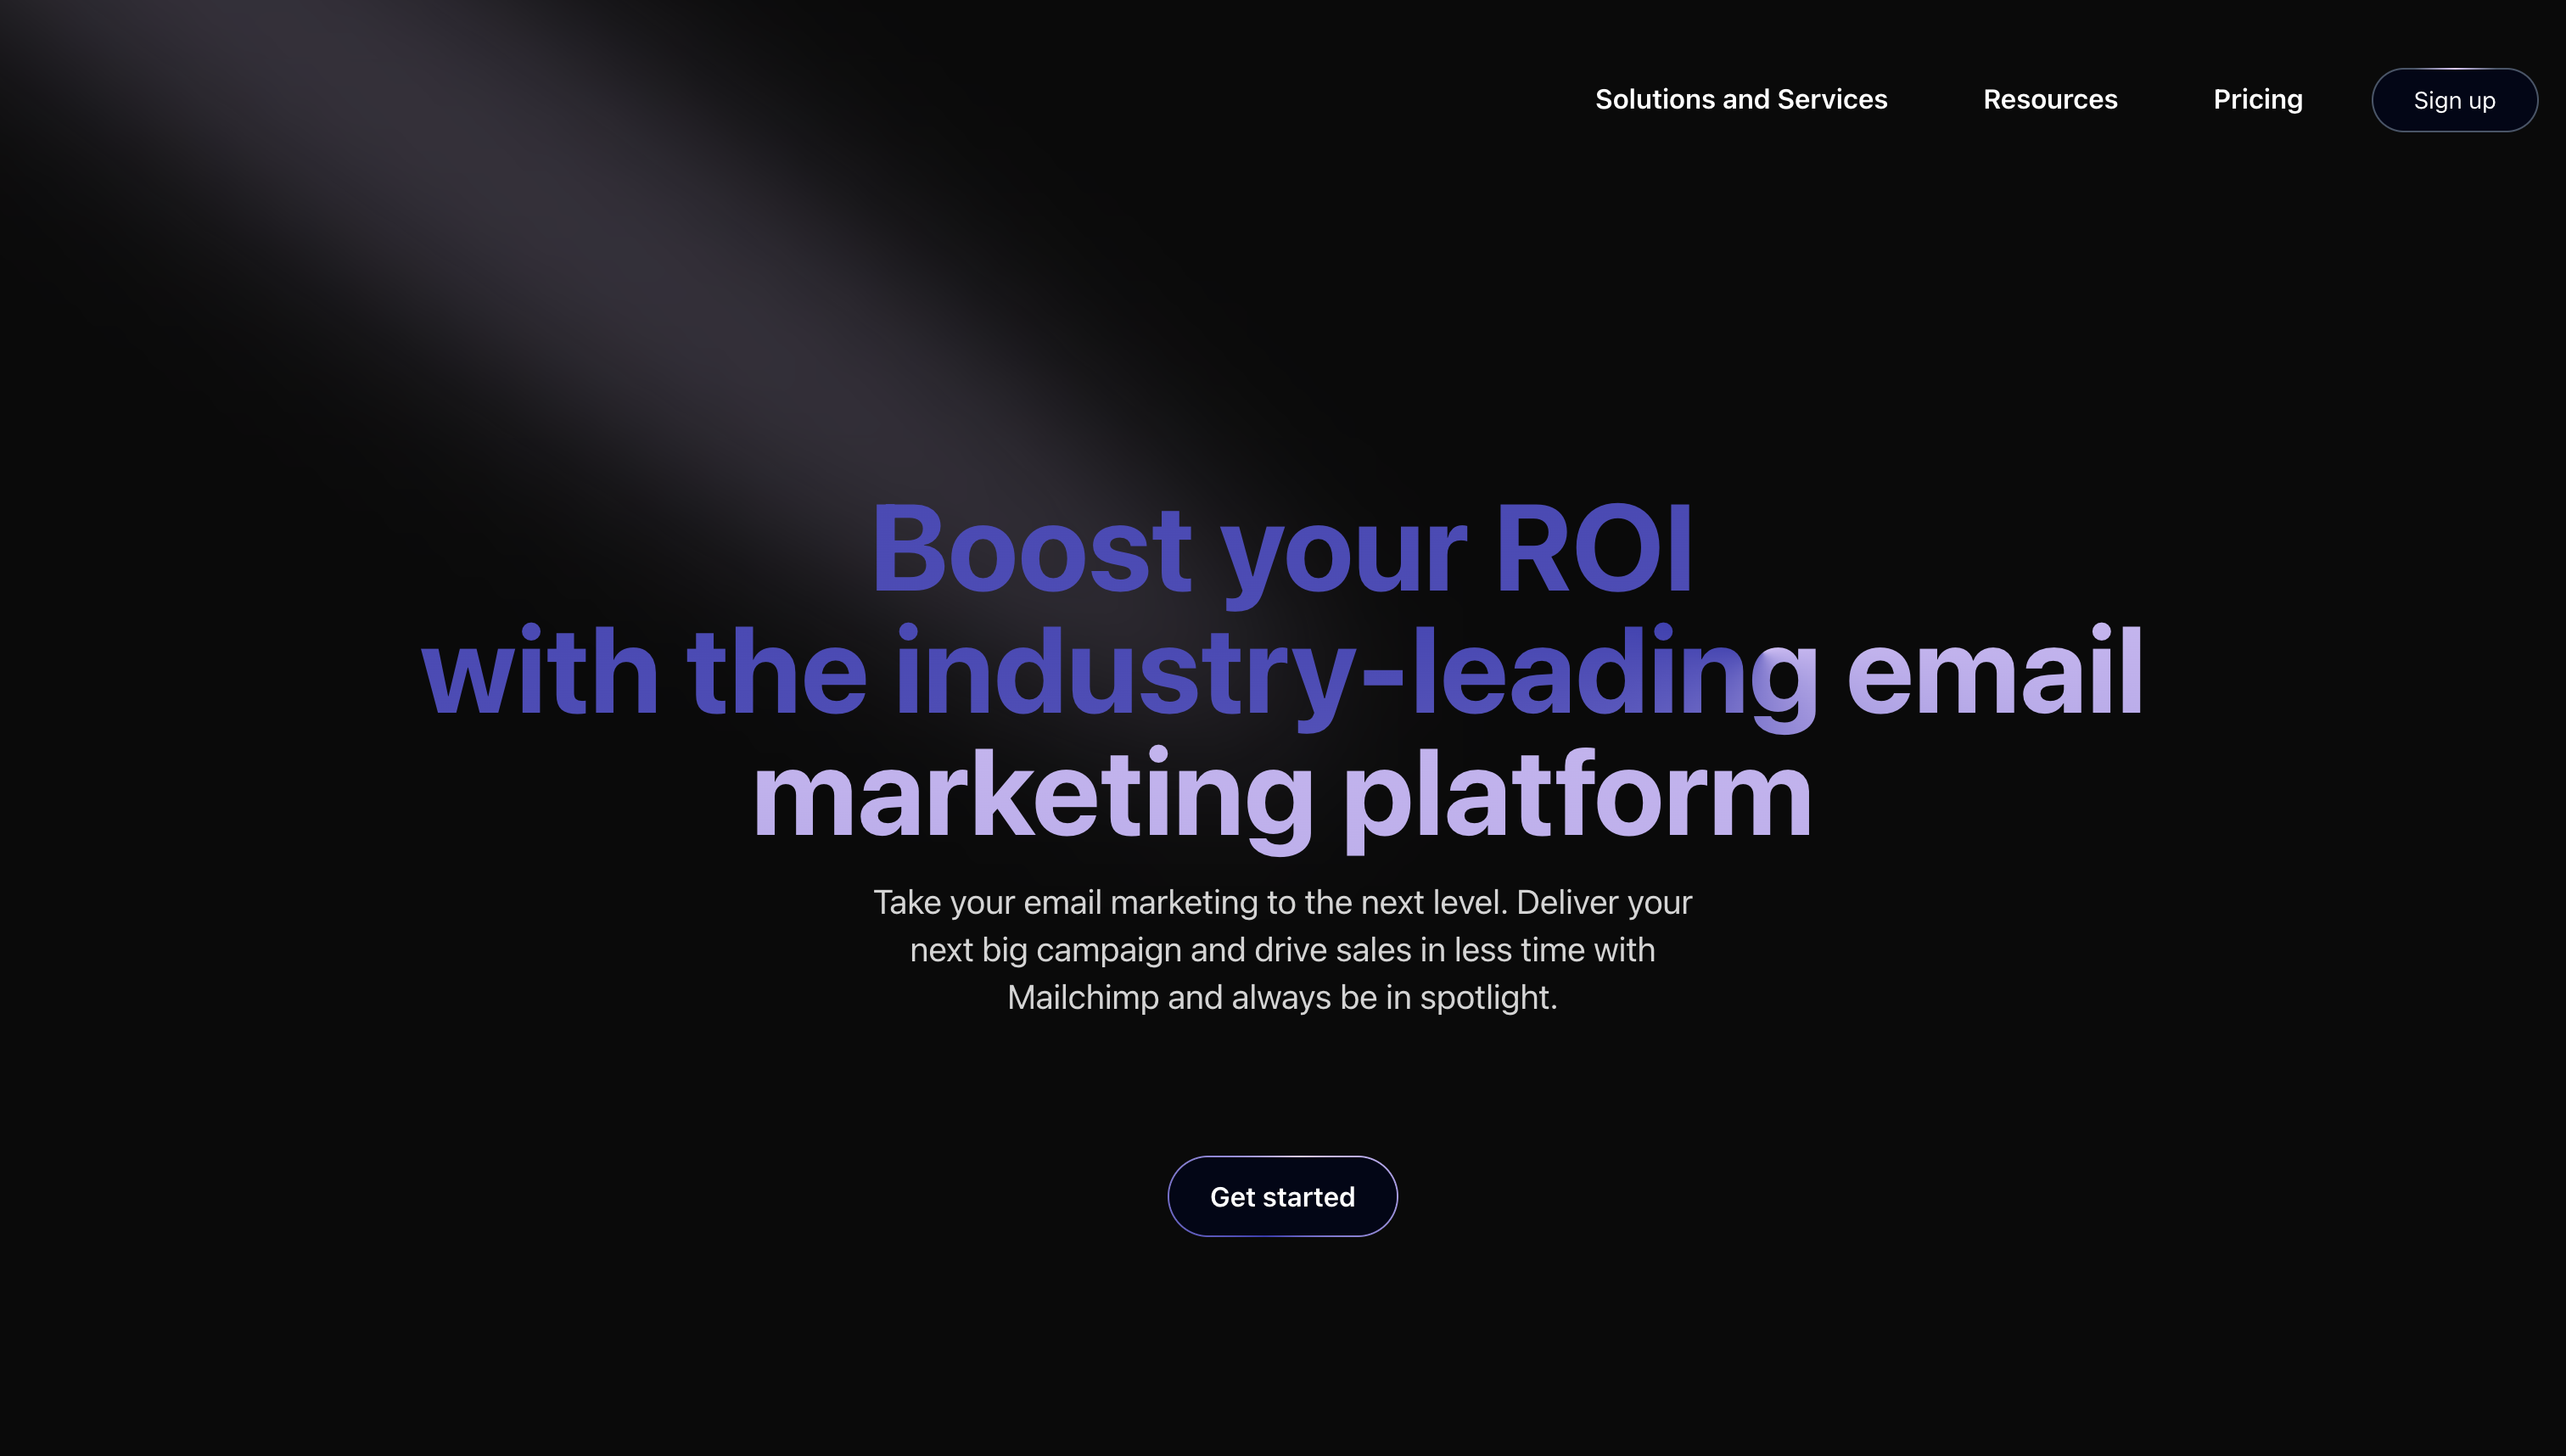 Solutions and Services
Resources
Pricing
Sign up
Boost your ROI
with the industry-leading email
marketing platform
Take your email marketing to the next level. Deliver your
next big campaign and drive sales in less time with
Mailchimp and always be in spotlight.
Get started